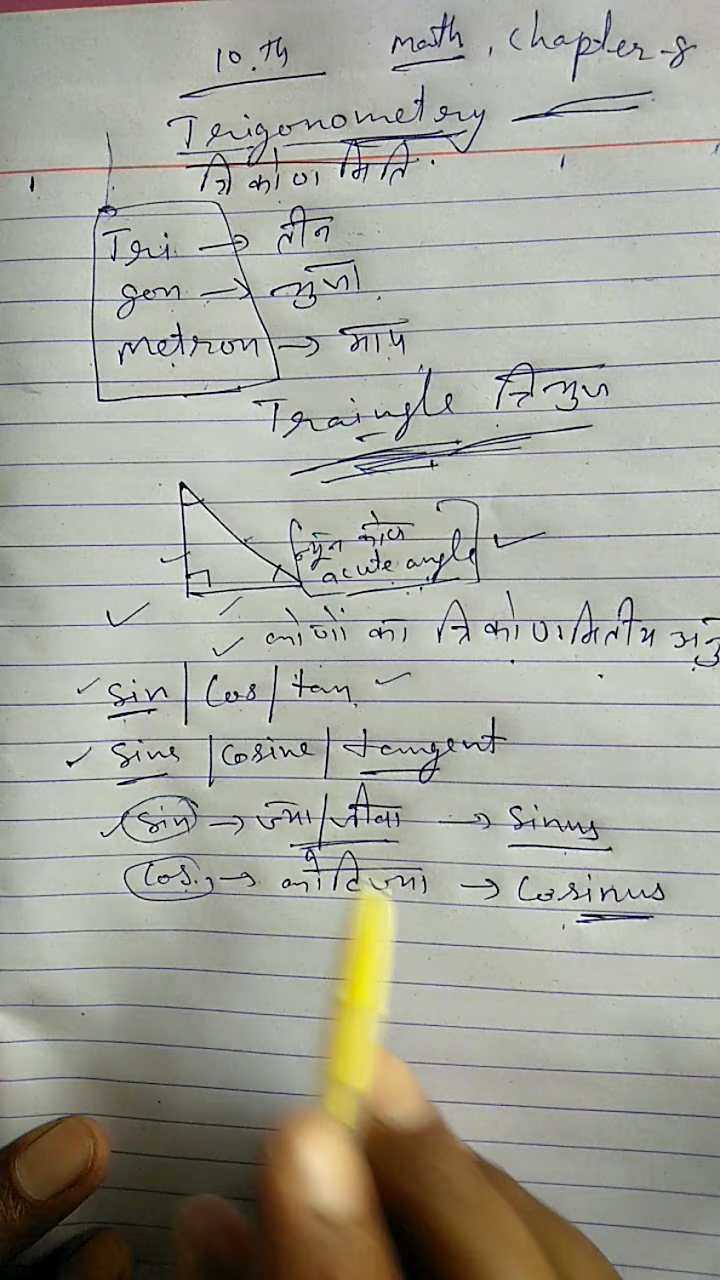 10.th math, Chapter-8
Trigonometry
त्रिकोणमिति
Tri → तीन
gon → भुजा
metron → माप
Traingle त्रिभुज
न्यून कोण
acute angle
कोणों का त्रिकोणमितीय
sin | Cos | tan
Sine | Cosine | tangent
sin → ज्या / जीवा → Sinus
Cos. → कोटिज्या → Cosinus